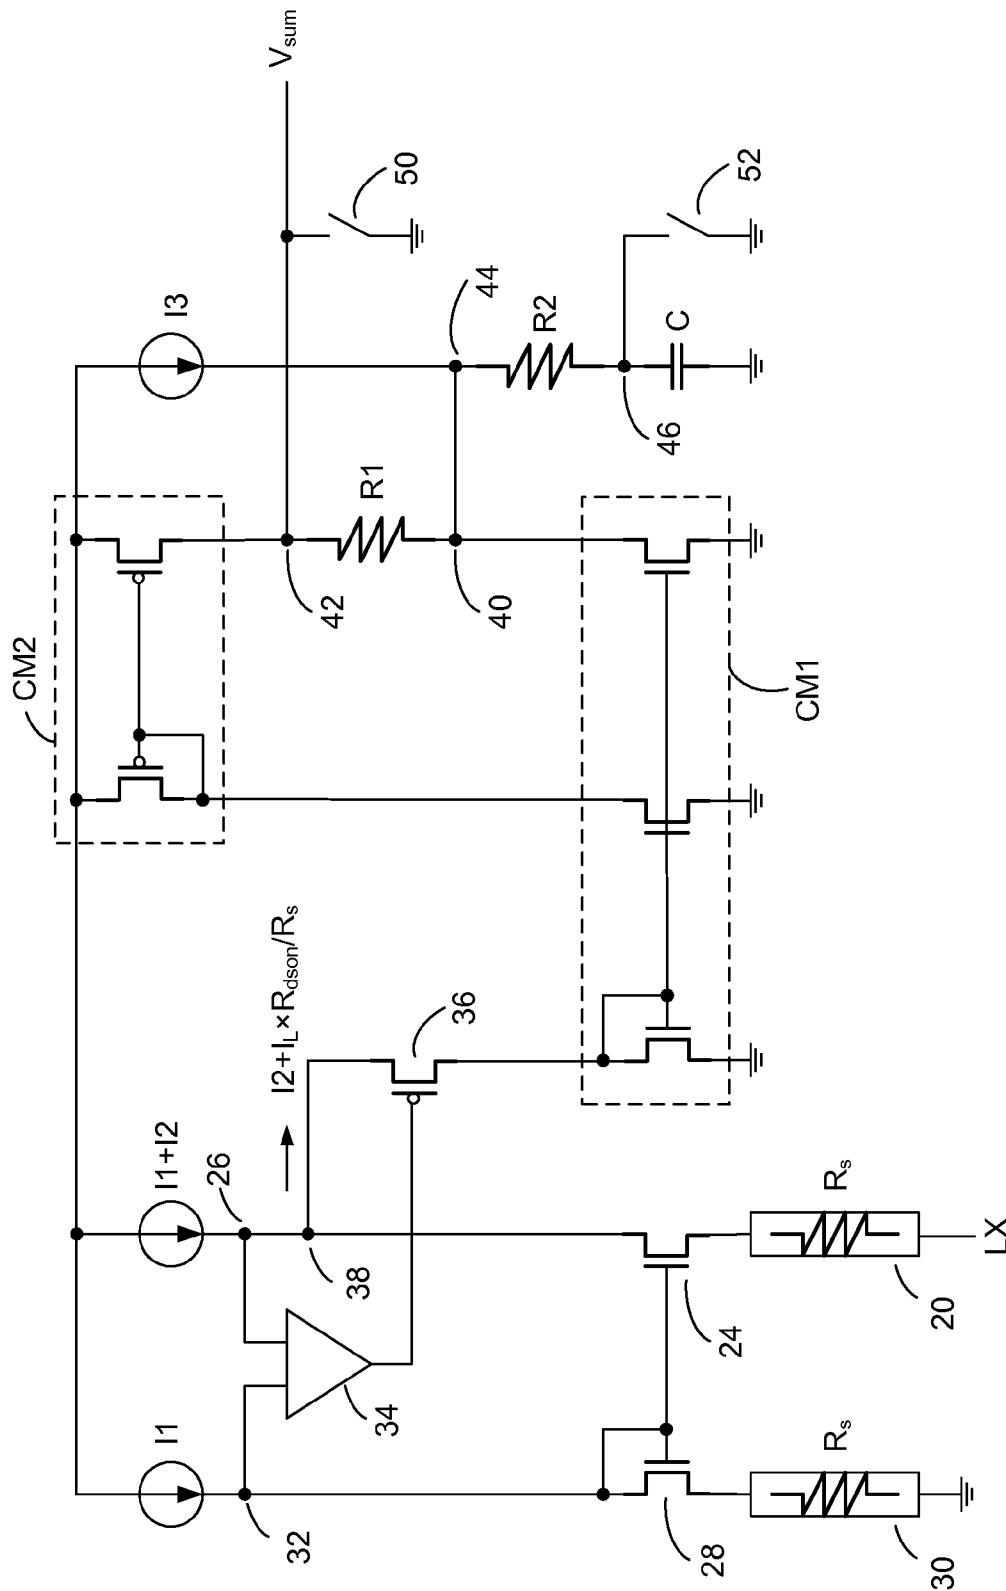 V_sum
50
52
I3
44
R2
C
46
CM2
R1
42
40
CM1
I2+I_L×R_dson/R_s
36
I1+I2
26
38
R_s
LX
24
20
34
I1
32
R_s
28
30